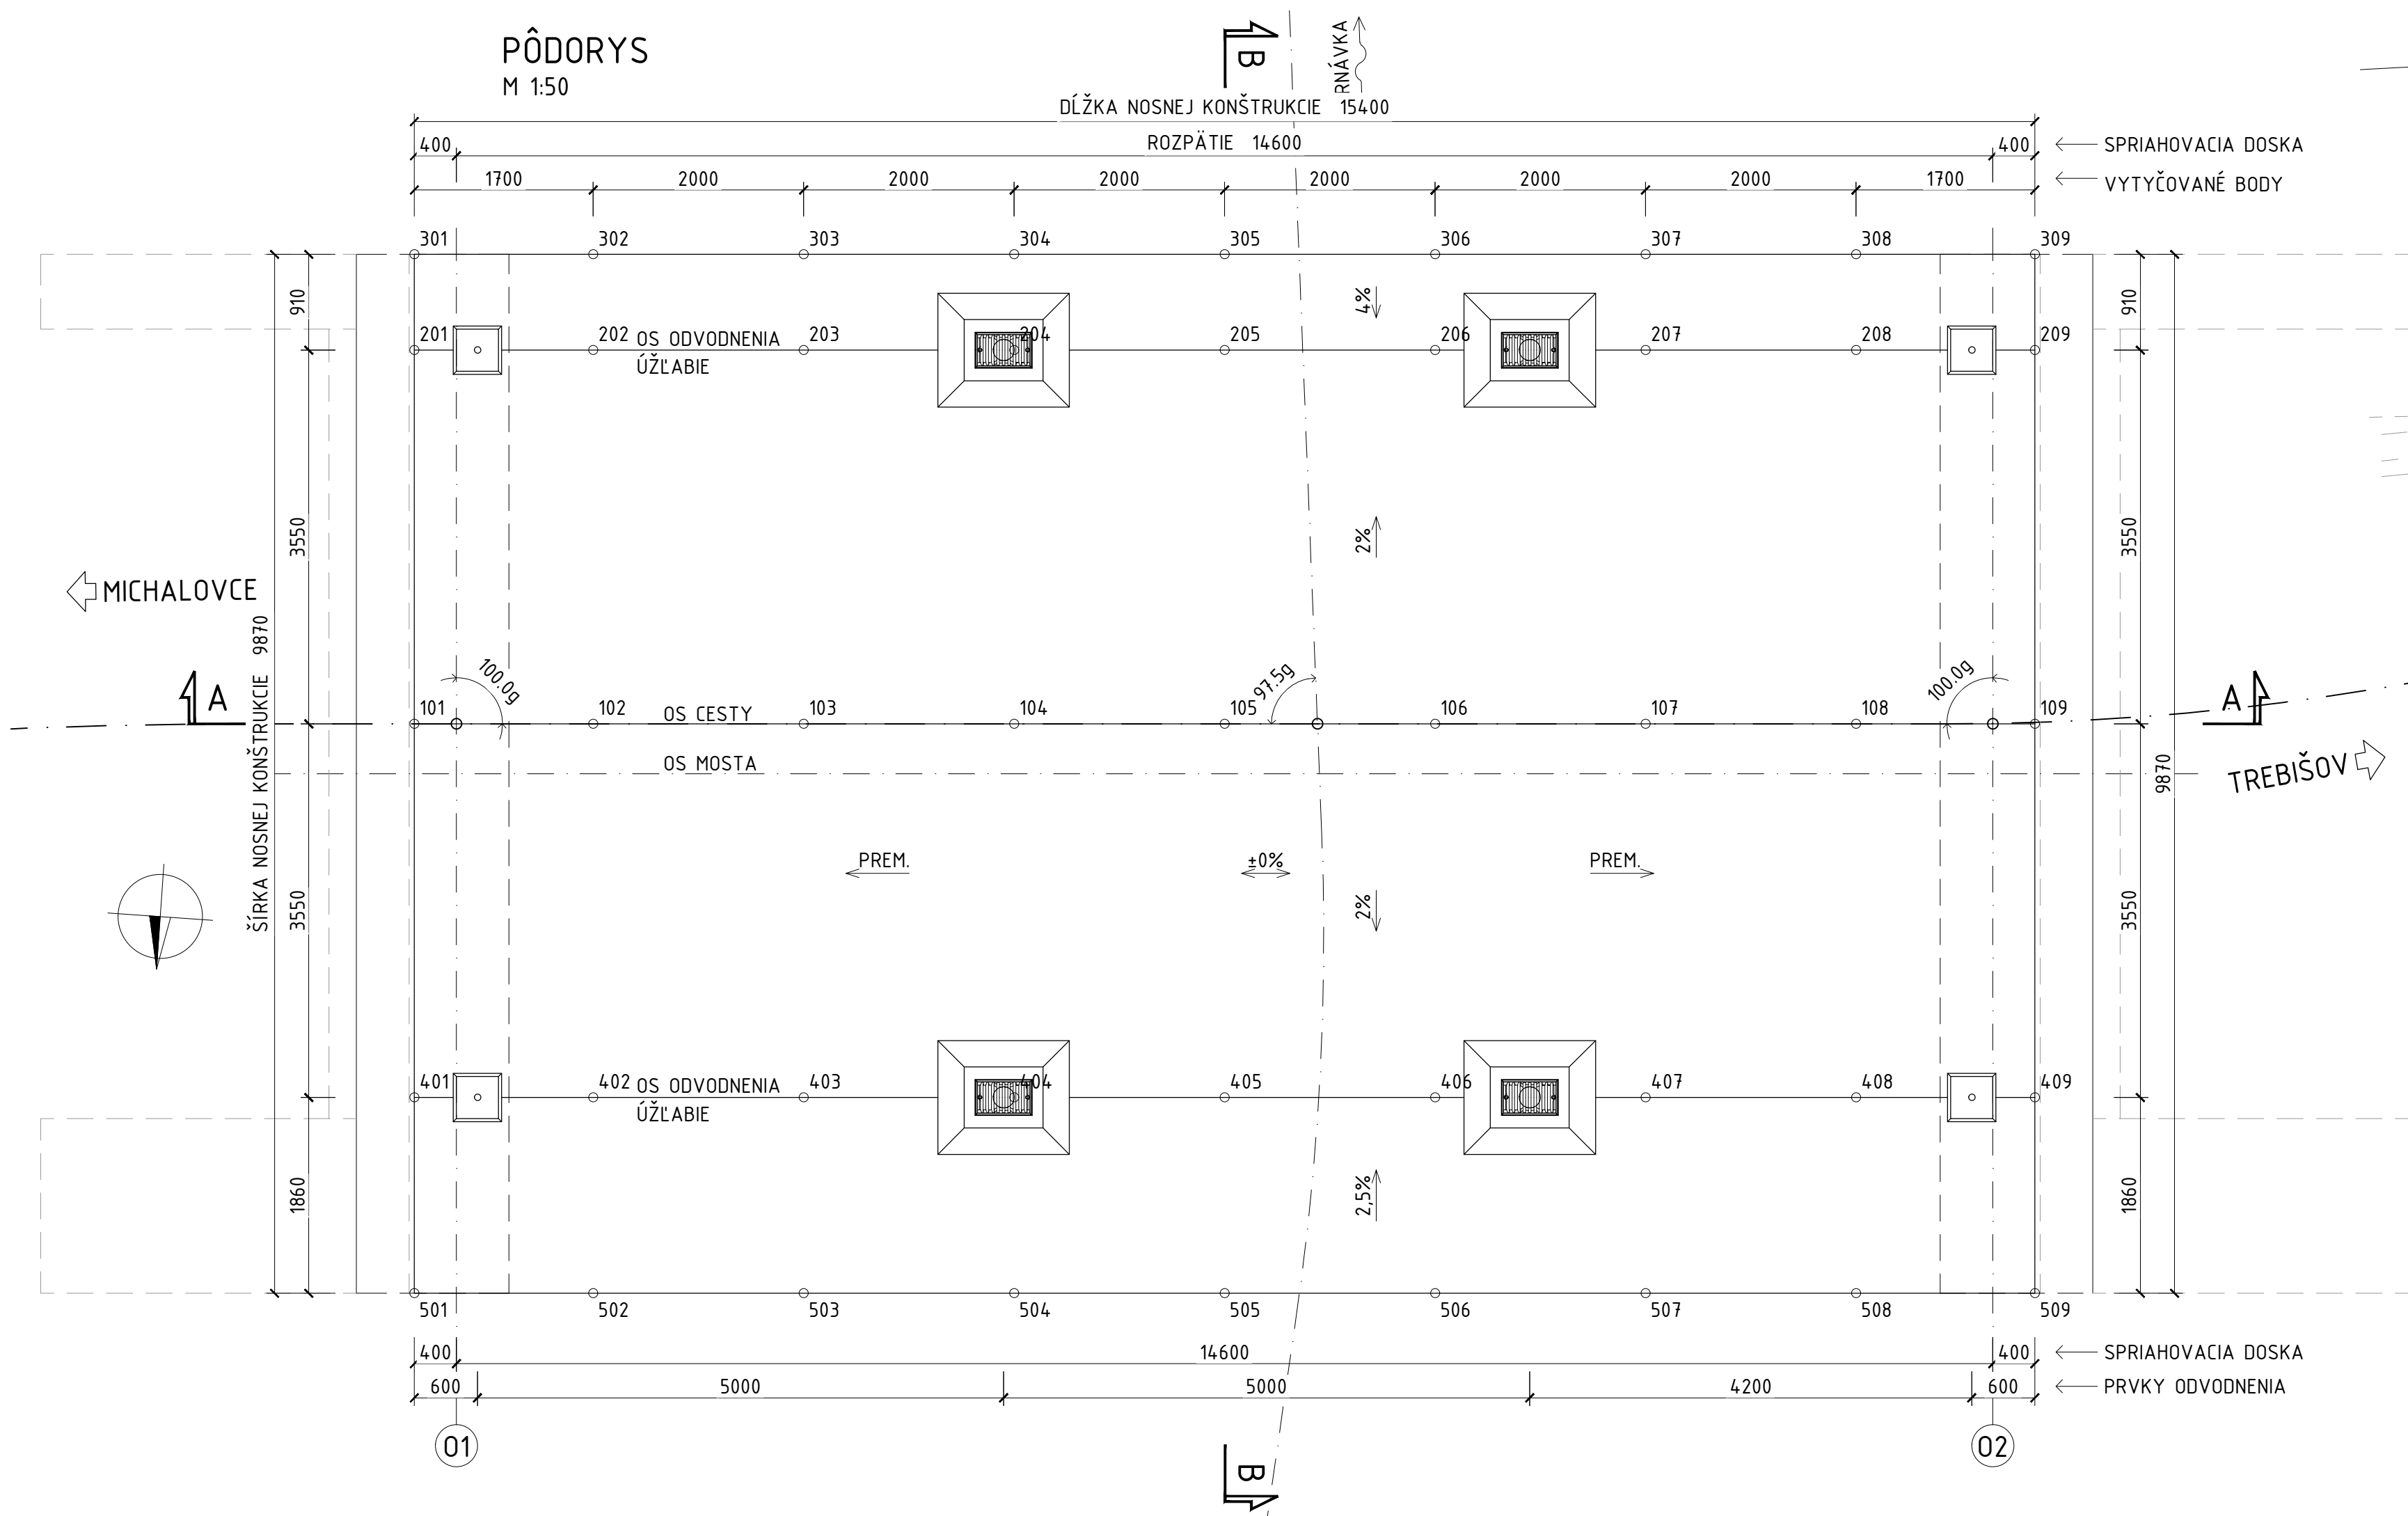 PÔDORYS
M 1:50
B
RNÁVKA
DĹŽKA NOSNEJ KONŠTRUKCIE 15400
400 ROZPÄTIE 14600 400 SPRIAHOVACIA DOSKA
1700 2000 2000 2000 2000 2000 2000 1700 VYTYČOVANÉ BODY
301 302 303 304 305 306 307 308 309
910 4% 910
201 202 OS ODVODNENIA 203 204 205 206 207 208 209
ÚŽĽABIE
3550 2% 3550
MICHALOVCE
ŠÍRKA NOSNEJ KONŠTRUKCIE 9870
100.0g 97.5g 100.0g
A A
101 102 OS CESTY 103 104 105 106 107 108 109
OS MOSTA
TREBIŠOV
9870
PREM. ±0% PREM.
3550 2% 3550
401 402 OS ODVODNENIA 403 404 405 406 407 408 409
ÚŽĽABIE
1860 2,5% 1860
501 502 503 504 505 506 507 508 509
400 14600 400 SPRIAHOVACIA DOSKA
600 5000 5000 4200 600 PRVKY ODVODNENIA
01 02
B